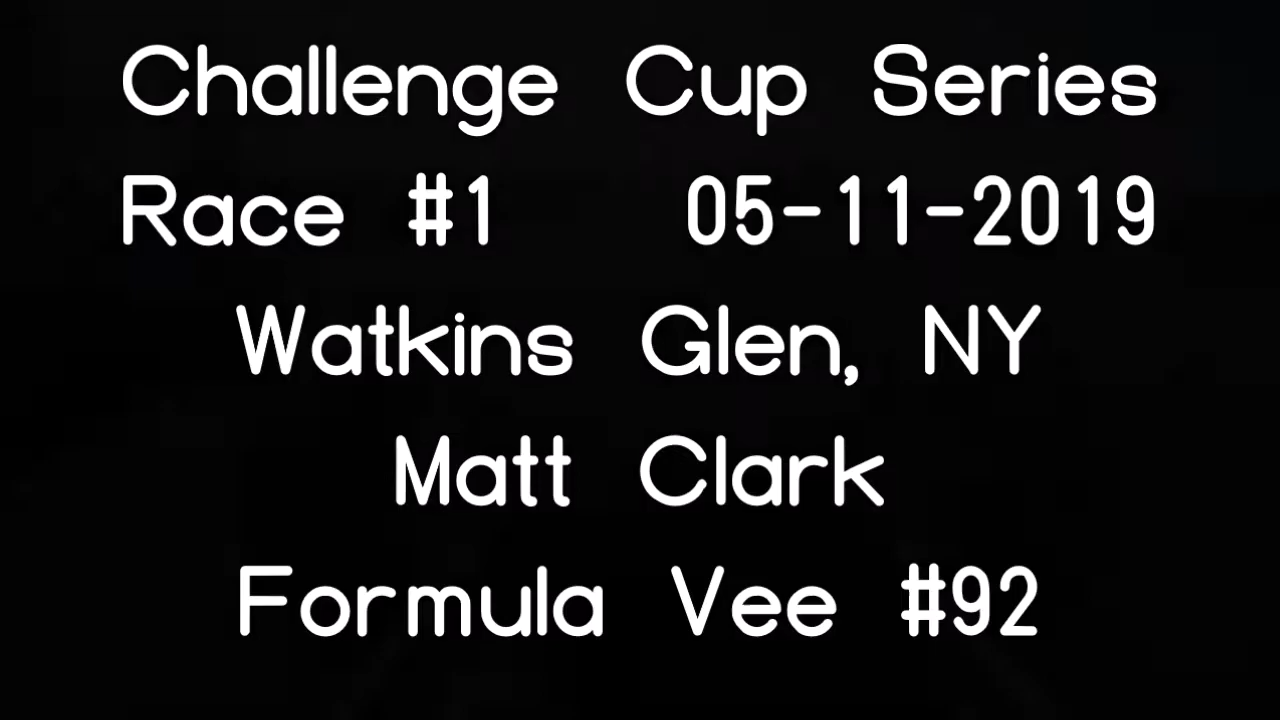 Challenge Cup Series
Race #1 05-11-2019
Watkins Glen, NY
Matt Clark
Formula Vee #92